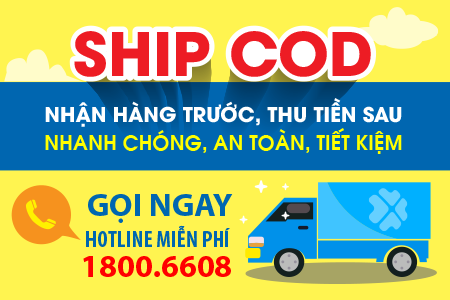 SHIP COD
NHẬN HÀNG TRƯỚC, THU TIỀN SAU
NHANH CHÓNG, AN TOÀN, TIẾT KIỆM
GỌI NGAY
HOTLINE MIỄN PHÍ
1800.6608